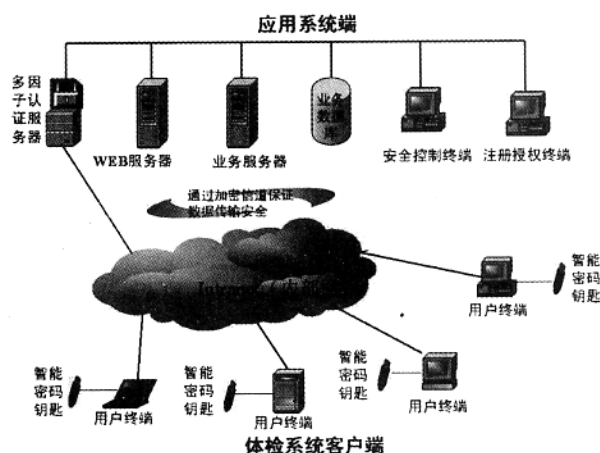 应用系统端
多因
子认
证服
务器
WEB服务器
业务服务器
业务
数据
库
安全控制终端
注册授权终端
通过加密信道保证
数据传输安全
智能
密码
钥匙
用户终端
智能
密码
钥匙
用户终端
智能
密码
钥匙
用户终端
智能
密码
钥匙
用户终端
体检系统客户端